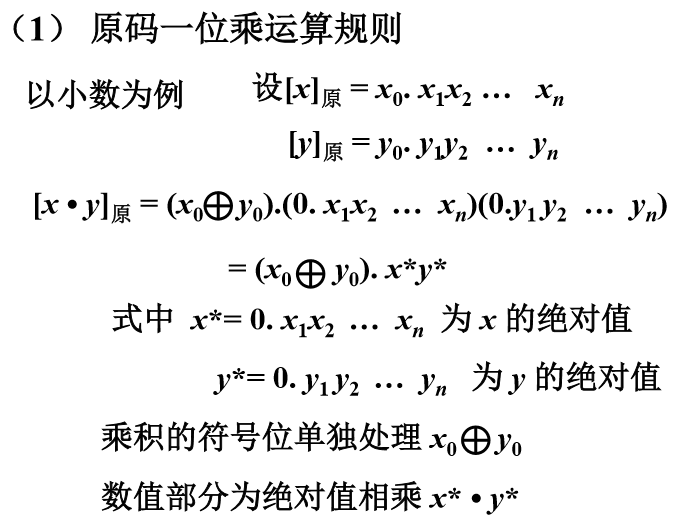 （1） 原码一位乘运算规则
以小数为例 设[x]原 = x₀. x₁x₂ … xₙ
[y]原 = y₀. y₁y₂ … yₙ
[x • y]原 = (x₀⊕y₀).(0. x₁x₂ … xₙ)(0.y₁y₂ … yₙ)
= (x₀⊕y₀). x*y*
式中 x*= 0. x₁x₂ … xₙ 为 x 的绝对值
y*= 0. y₁y₂ … yₙ 为 y 的绝对值
乘积的符号位单独处理 x₀⊕y₀
数值部分为绝对值相乘 x* • y*